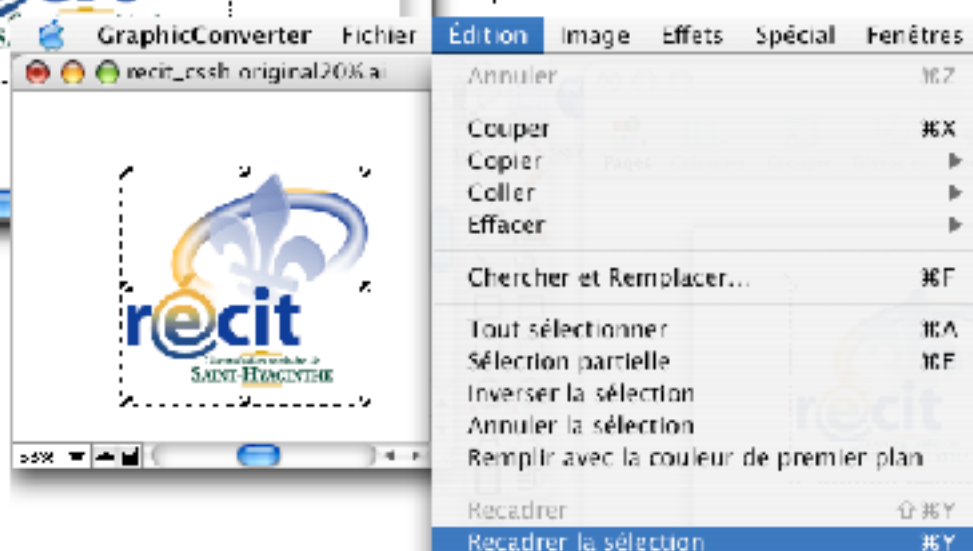 GraphicConverter Fichier Édition Image Effets Spécial Fenêtres
recit_cssh original20%.ai
Annuler ⌘Z
Couper ⌘X
Copier
Coller
Effacer
Chercher et Remplacer... ⌘F
Tout sélectionner ⌘A
Sélection partielle ⌘E
Inverser la sélection
Annuler la sélection
Remplir avec la couleur de premier plan
Recadrer ⇧⌘Y
Recadrer la sélection ⌘Y
recit
SAINT-HYACINTHE